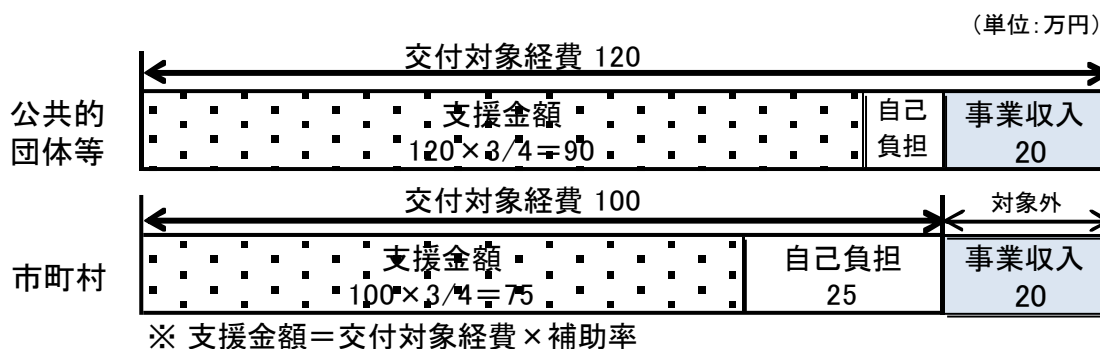 （単位：万円）
交付対象経費 120
公共的
団体等
支援金額
120×3/4＝90
自己
負担
事業収入
20
交付対象経費 100
対象外
市町村
支援金額
100×3/4＝75
自己負担
25
事業収入
20
※ 支援金額＝交付対象経費×補助率